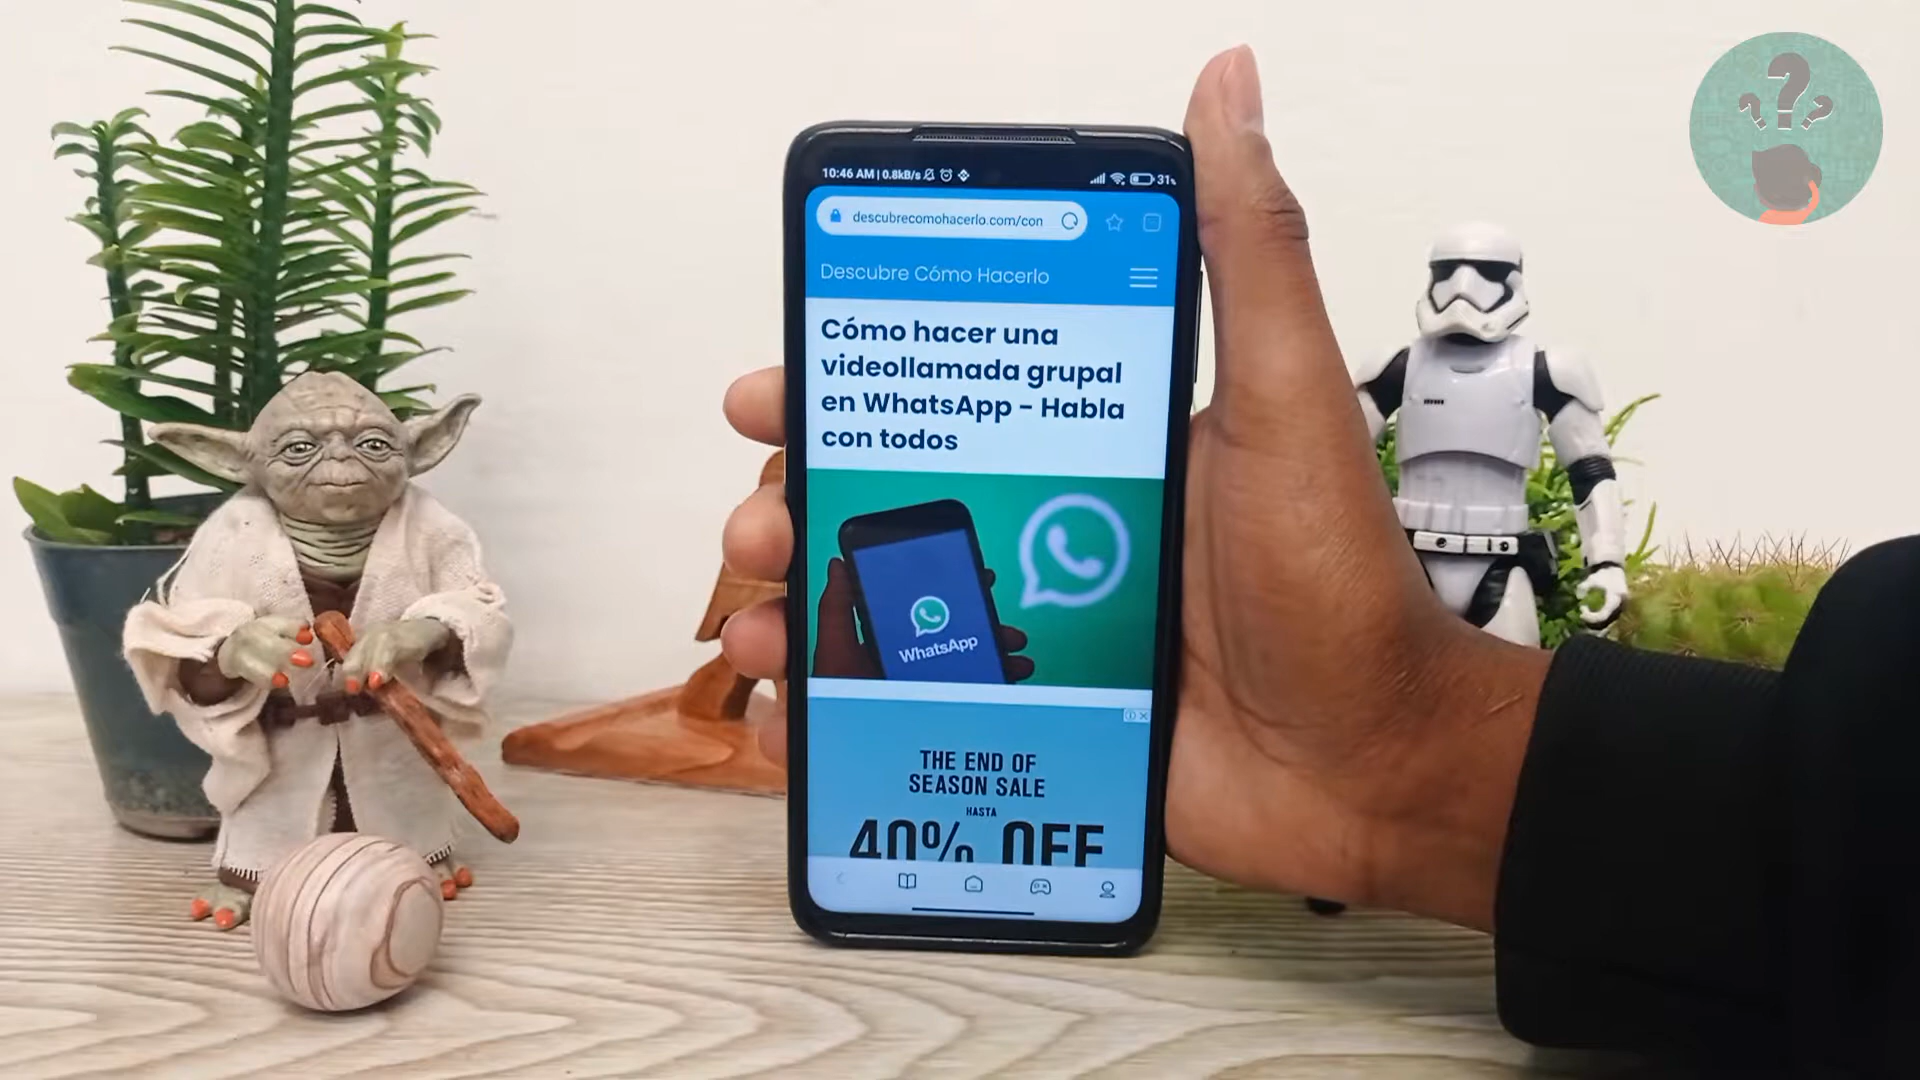 10:46 AM | 0.8kB/s
31%
descubrecomohacerlo.com/con
Descubre Cómo Hacerlo
Cómo hacer una
videollamada grupal
en WhatsApp - Habla
con todos
WhatsApp
THE END OF
SEASON SALE
HASTA
40% OFF